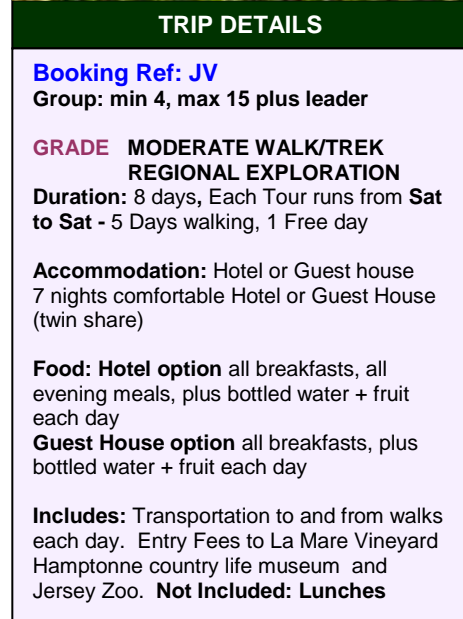 TRIP DETAILS
Booking Ref: JV
Group: min 4, max 15 plus leader
GRADE MODERATE WALK/TREK
REGIONAL EXPLORATION
Duration: 8 days, Each Tour runs from Sat
to Sat - 5 Days walking, 1 Free day
Accommodation: Hotel or Guest house
7 nights comfortable Hotel or Guest House
(twin share)
Food: Hotel option all breakfasts, all
evening meals, plus bottled water + fruit
each day
Guest House option all breakfasts, plus
bottled water + fruit each day
Includes: Transportation to and from walks
each day. Entry Fees to La Mare Vineyard
Hamptonne country life museum and
Jersey Zoo. Not Included: Lunches